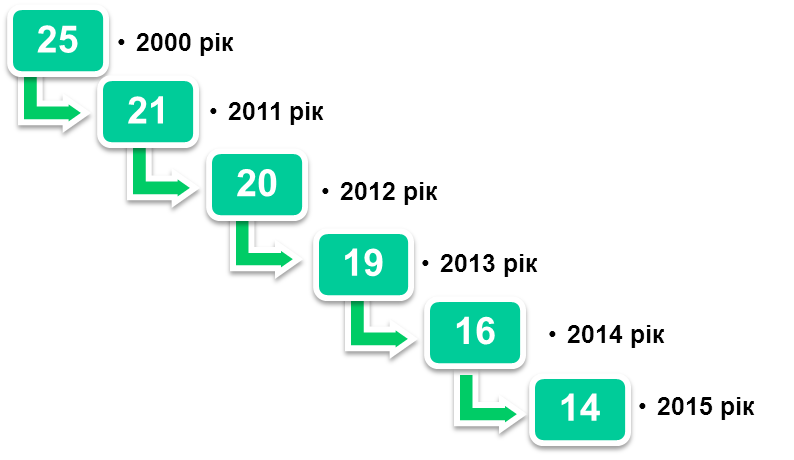 25 • 2000 рік
21 • 2011 рік
20 • 2012 рік
19 • 2013 рік
16 • 2014 рік
14 • 2015 рік